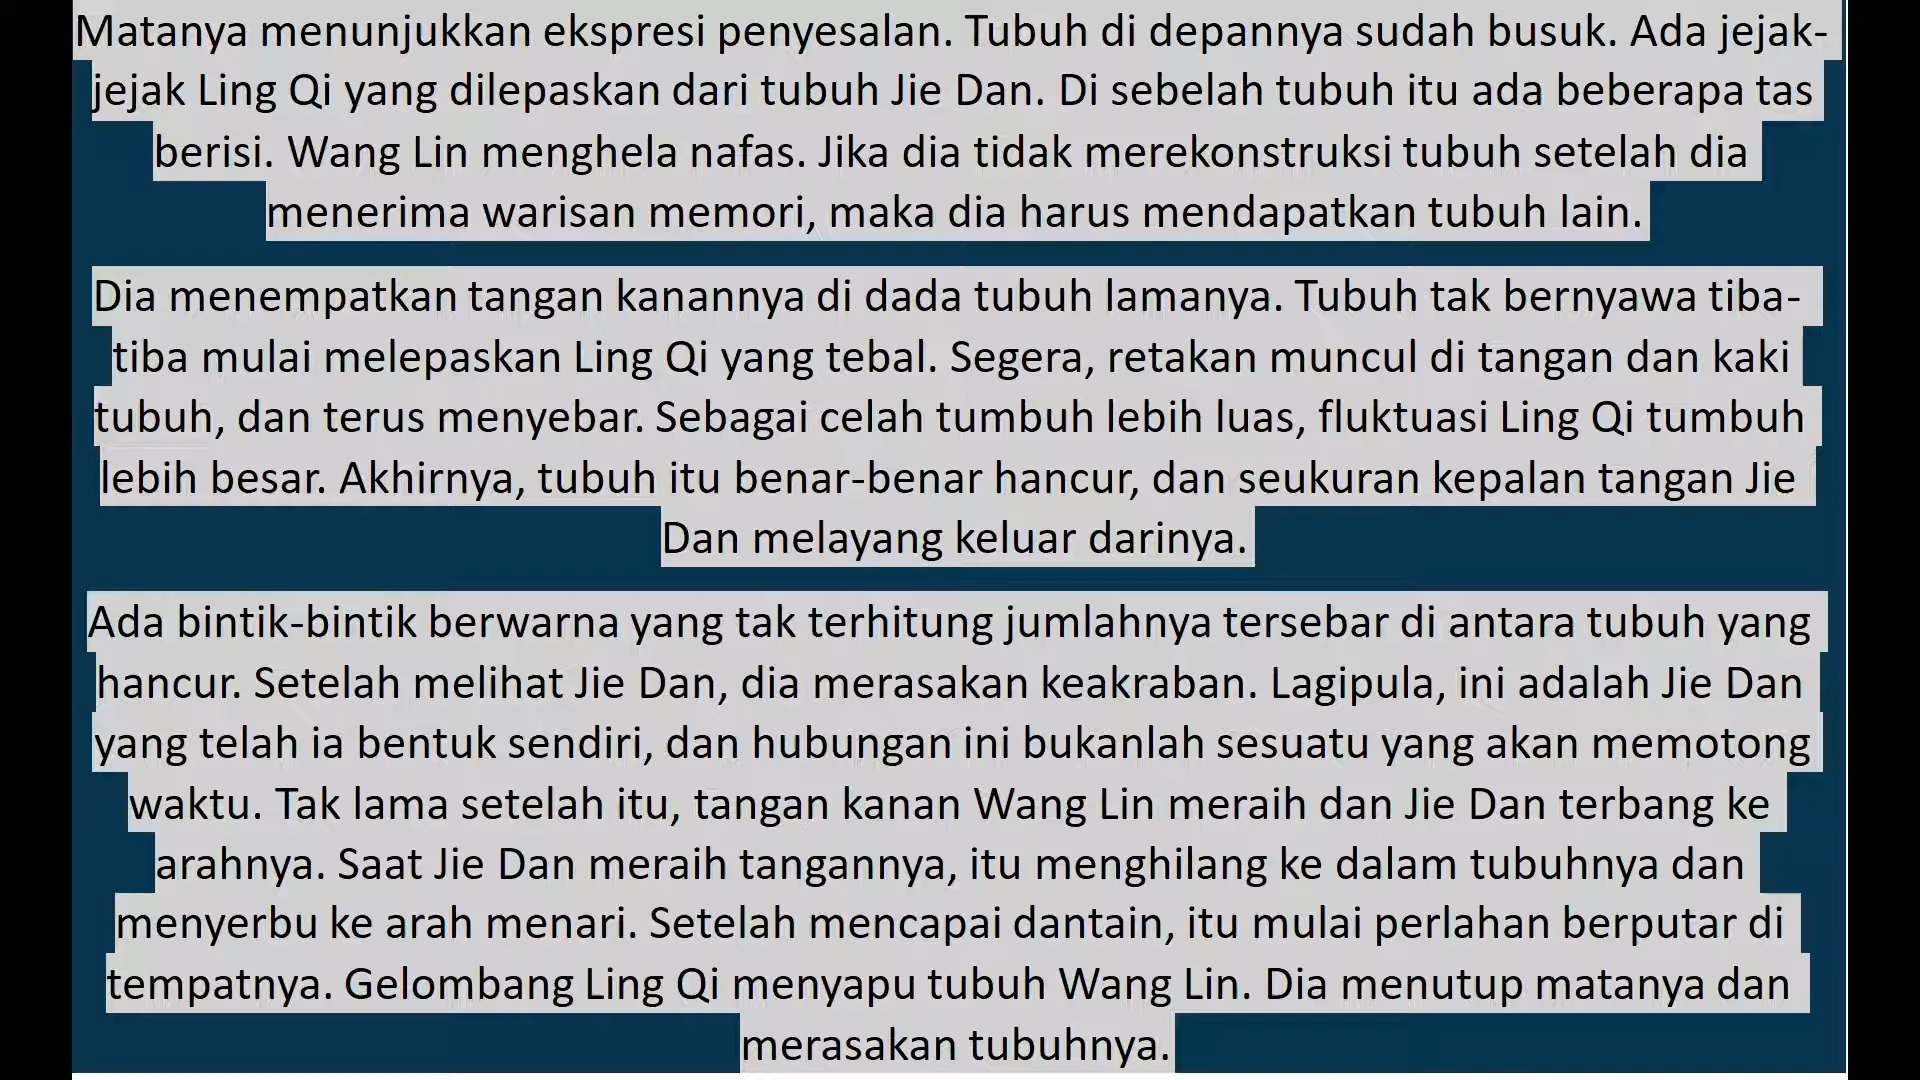 Matanya menunjukkan ekspresi penyesalan. Tubuh di depannya sudah busuk. Ada jejak-
jejak Ling Qi yang dilepaskan dari tubuh Jie Dan. Di sebelah tubuh itu ada beberapa tas
berisi. Wang Lin menghela nafas. Jika dia tidak merekonstruksi tubuh setelah dia
menerima warisan memori, maka dia harus mendapatkan tubuh lain.
Dia menempatkan tangan kanannya di dada tubuh lamanya. Tubuh tak bernyawa tiba-
tiba mulai melepaskan Ling Qi yang tebal. Segera, retakan muncul di tangan dan kaki
tubuh, dan terus menyebar. Sebagai celah tumbuh lebih luas, fluktuasi Ling Qi tumbuh
lebih besar. Akhirnya, tubuh itu benar-benar hancur, dan seukuran kepalan tangan Jie
Dan melayang keluar darinya.
Ada bintik-bintik berwarna yang tak terhitung jumlahnya tersebar di antara tubuh yang
hancur. Setelah melihat Jie Dan, dia merasakan keakraban. Lagipula, ini adalah Jie Dan
yang telah ia bentuk sendiri, dan hubungan ini bukanlah sesuatu yang akan memotong
waktu. Tak lama setelah itu, tangan kanan Wang Lin meraih dan Jie Dan terbang ke
arahnya. Saat Jie Dan meraih tangannya, itu menghilang ke dalam tubuhnya dan
menyerbu ke arah menari. Setelah mencapai dantain, itu mulai perlahan berputar di
tempatnya. Gelombang Ling Qi menyapu tubuh Wang Lin. Dia menutup matanya dan
merasakan tubuhnya.